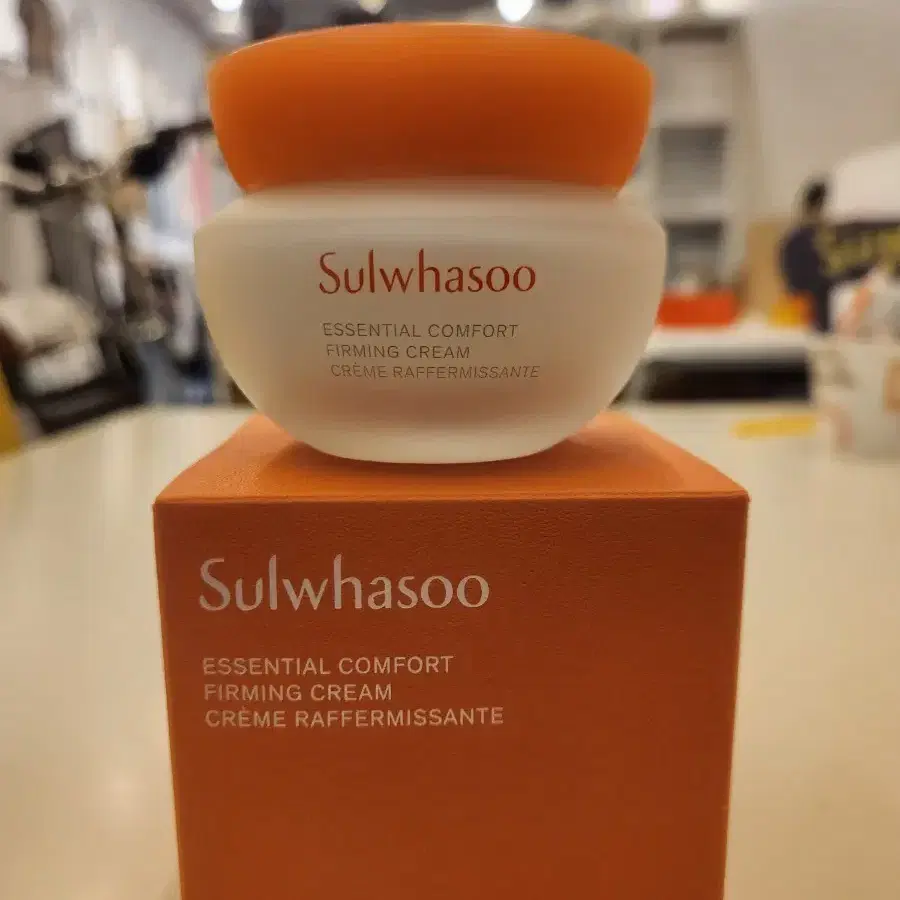 Sulwhasoo
ESSENTIAL COMFORT
FIRMING CREAM
CRÈME RAFFERMISSANTE
Sulwhasoo
ESSENTIAL COMFORT
FIRMING CREAM
CRÈME RAFFERMISSANTE